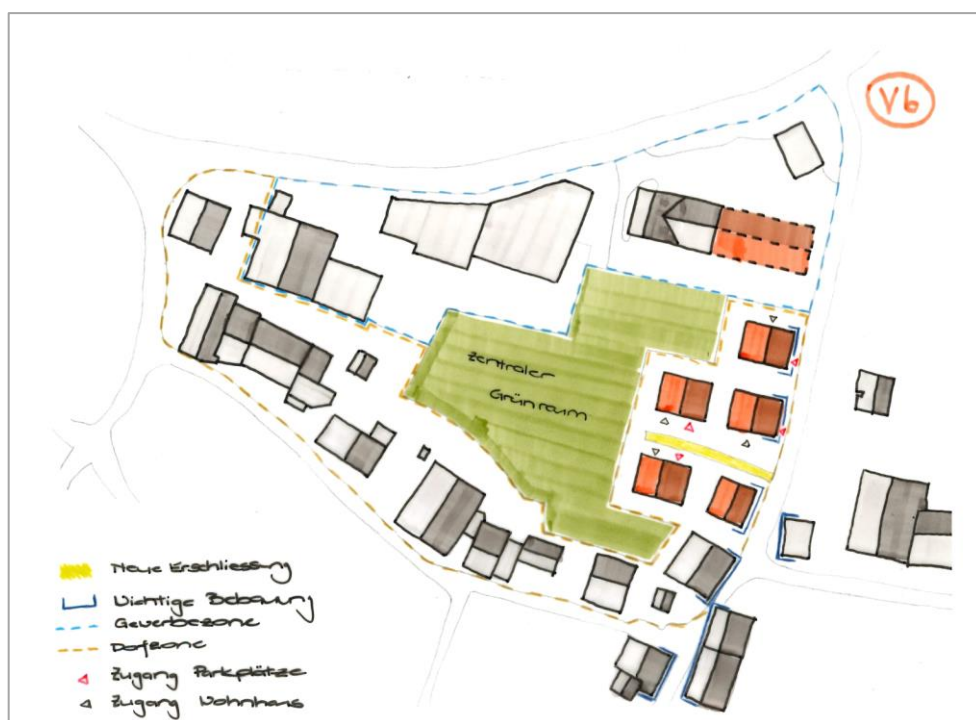 V6
Zentraler
Grünraum
Neue Erschliessung
Wichtige Bebauung
Gewerbezone
Dorfzone
Zugang Parkplätze
Zugang Wohnhaus